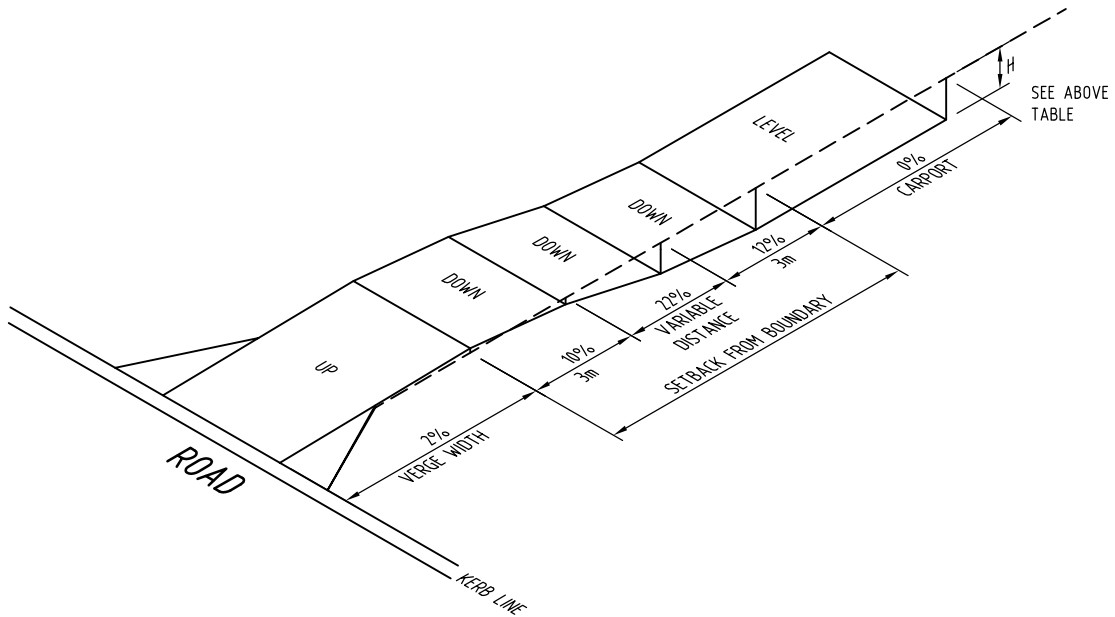 H
SEE ABOVE
TABLE
LEVEL
0%
CARPORT
DOWN
12%
3m
DOWN
22%
VARIABLE
DISTANCE
SETBACK FROM BOUNDARY
DOWN
10%
3m
UP
2%
VERGE WIDTH
ROAD
KERB LINE